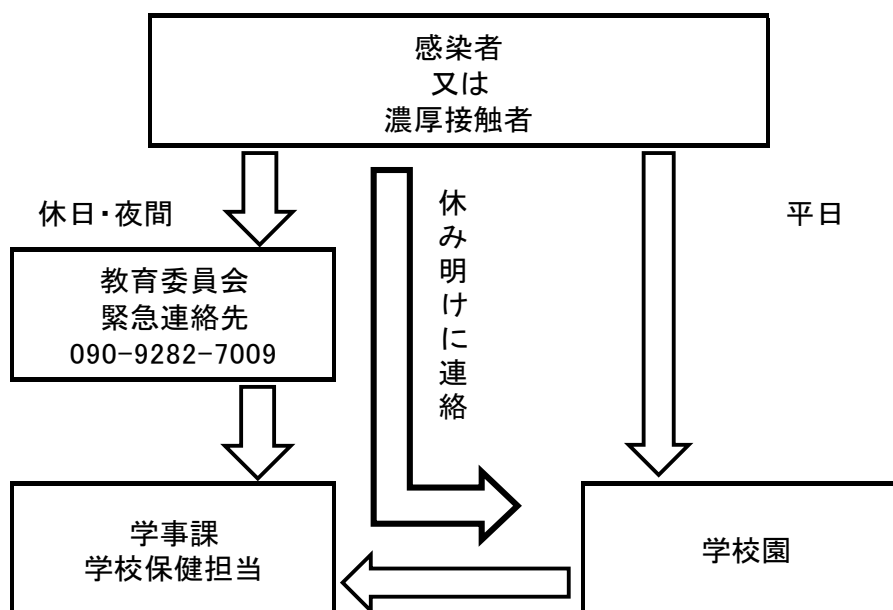 感染者
又は
濃厚接触者
休日・夜間
平日
教育委員会
緊急連絡先
090-9282-7009
休み明けに連絡
学事課
学校保健担当
学校園